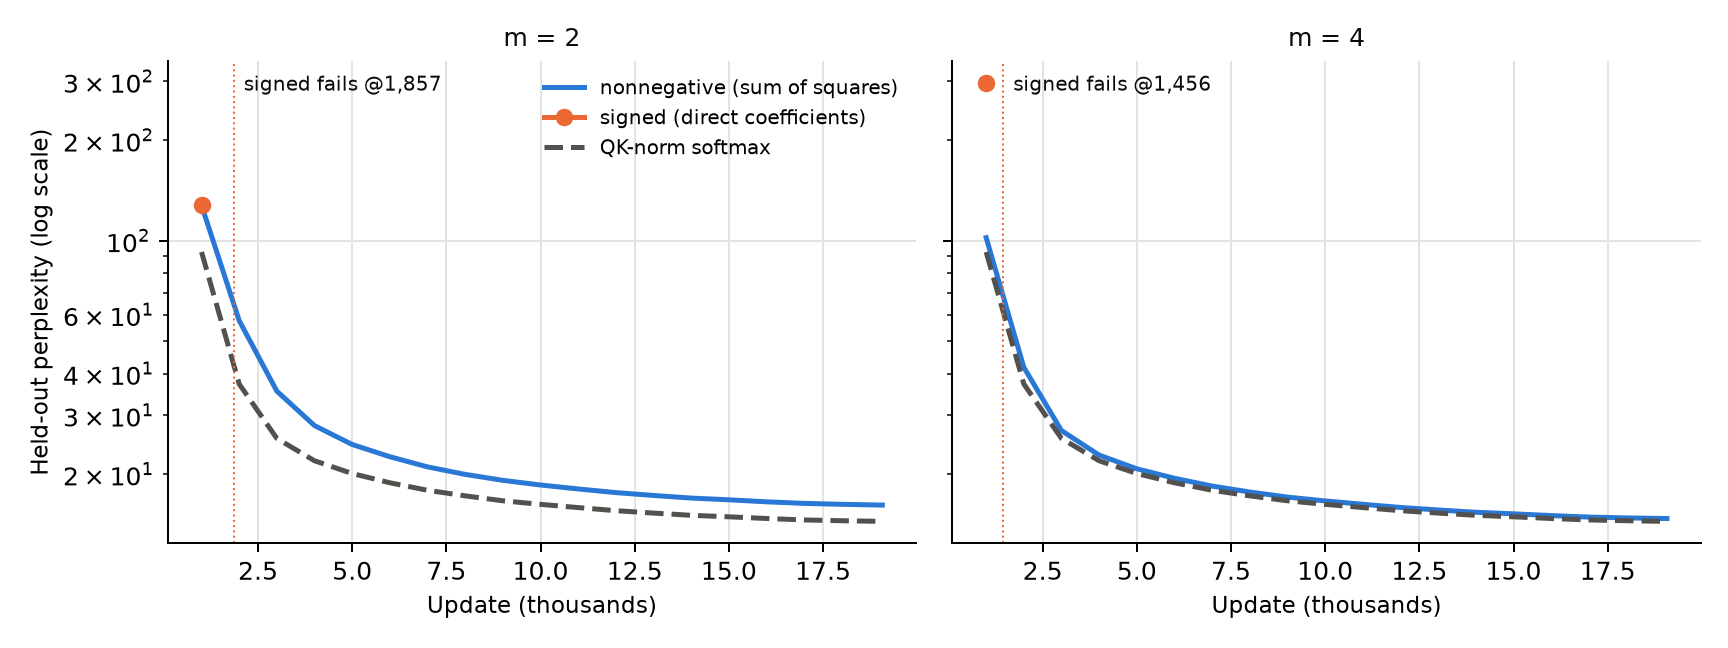 m = 2
m = 4
Held-out perplexity (log scale)
3 × 10²
2 × 10²
10²
6 × 10¹
4 × 10¹
3 × 10¹
2 × 10¹
signed fails @1,857
nonnegative (sum of squares)
signed (direct coefficients)
QK-norm softmax
signed fails @1,456
2.5 5.0 7.5 10.0 12.5 15.0 17.5
2.5 5.0 7.5 10.0 12.5 15.0 17.5
Update (thousands)
Update (thousands)